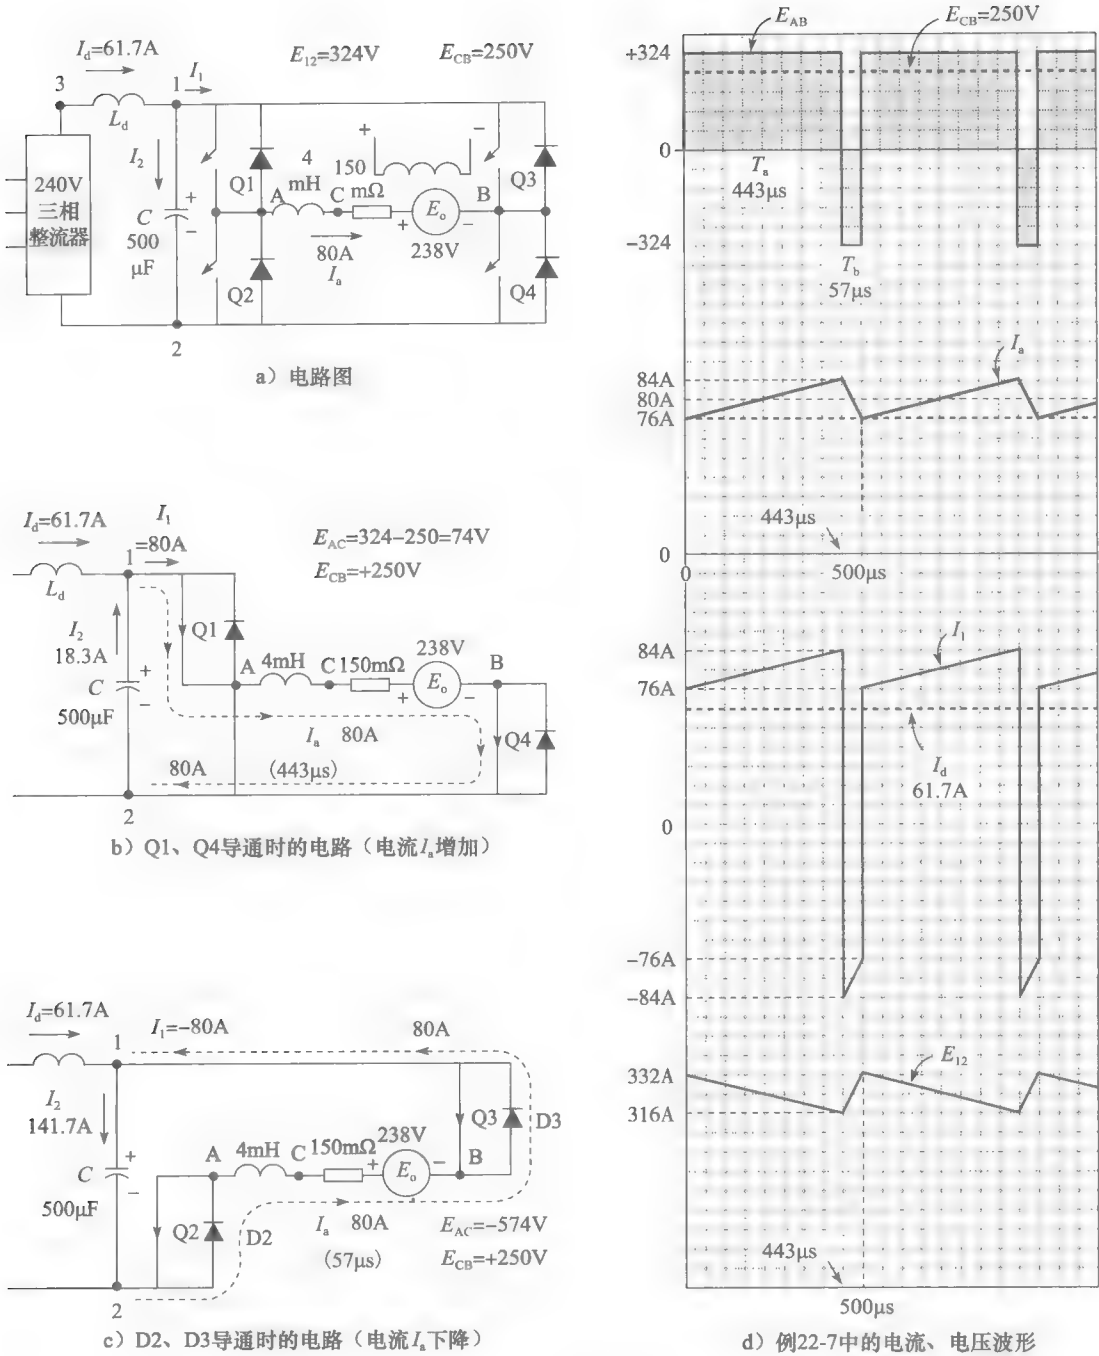 I_d=61.7A
I_1
E_12=324V
E_CB=250V
3
1
L_d
I_2
240V
三相
整流器
C
+
−
500
μF
Q1
Q2
A
4
mH
C
150
mΩ
+
−
E_o
+
−
238V
80A
I_a
B
Q3
Q4
2
a）电路图
I_d=61.7A
I_1
=80A
1
L_d
E_AC=324−250=74V
E_CB=+250V
I_2
18.3A
C
+
−
500μF
Q1
A
4mH
C
150mΩ
238V
+
E_o
−
B
I_a
80A
(443μs)
Q4
80A
2
b）Q1、Q4导通时的电路（电流I_a增加）
I_d=61.7A
1
I_1=−80A
80A
I_2
141.7A
C
+
−
500μF
A
4mH
C
150mΩ
238V
+
E_o
−
B
Q3
D3
Q2
D2
I_a
80A
(57μs)
E_AC=−574V
E_CB=+250V
2
c）D2、D3导通时的电路（电流I_a下降）
E_AB
E_CB=250V
+324
0
T_a
443μs
−324
T_b
57μs
I_a
84A
80A
76A
443μs
0
0
500μs
84A
I_1
76A
I_d
61.7A
0
−76A
−84A
E_12
332A
316A
443μs
500μs
d）例22-7中的电流、电压波形